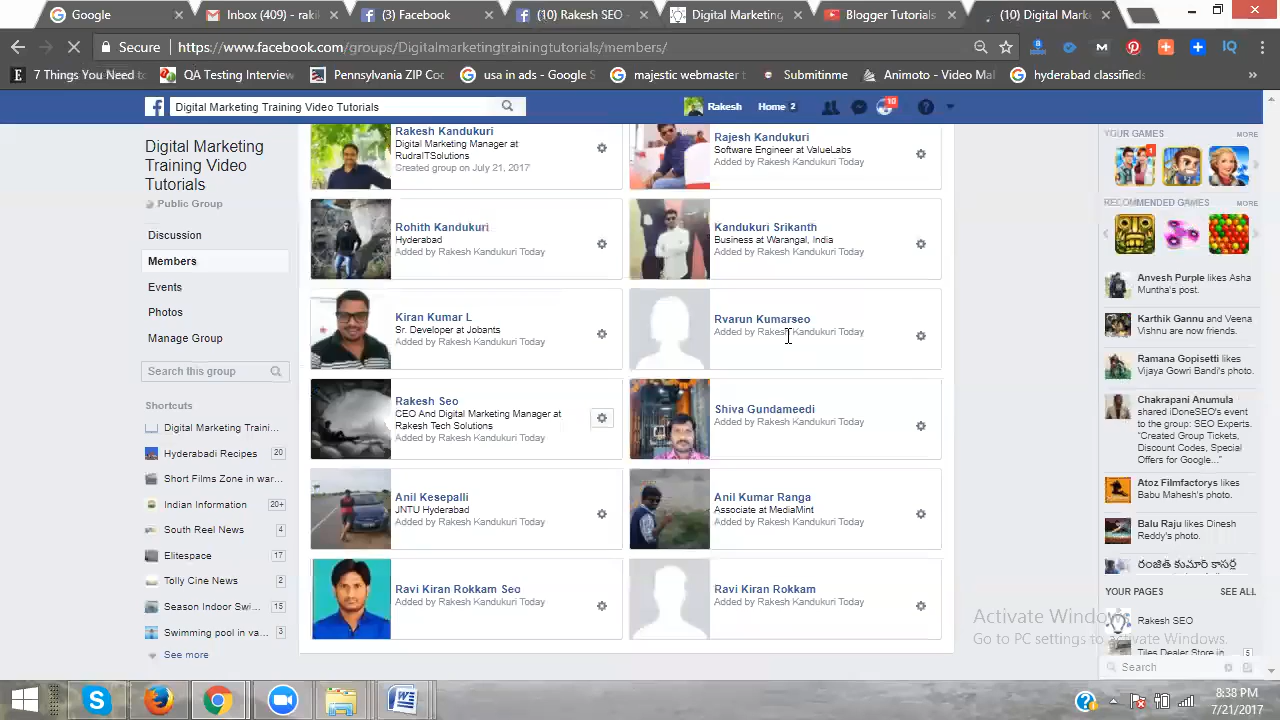 Google
Inbox (409) - raki
(3) Facebook
(13) Rakesh SEO -
Digital Marketing
Blogger Tutorials
(10) Digital Mark
Secure
https://www.facebook.com/groups/Digitalmarketingtrainingtutorials/members/
7 Things You Need to
QA Testing Interview
Pennsylvania ZIP Coc
usa in ads - Google S
majestic webmaster t
Submitinme
Animoto - Video Mal
hyderabad classifieds
Digital Marketing Training Video Tutorials
Rakesh
Home 2
10
Digital Marketing
Training Video
Tutorials
Public Group
Discussion
Members
Events
Photos
Manage Group
Search this group
Shortcuts
Digital Marketing Traini...
Hyderabad Recipes 20
Short Films Zone in war...
Indian Information 20+
South Reel News 4
Elitespace 17
Tolly Cine News 2
Season Indoor Swi... 15
Swimming pool in va... 3
See more
Rakesh Kandukuri
Digital Marketing Manager at
RudraITSolutions
Created group on July 21, 2017
Rajesh Kandukuri
Software Engineer at ValueLabs
Added by Rakesh Kandukuri Today
Rohith Kandukuri
Hyderabad
Added by Rakesh Kandukuri Today
Kandukuri Srikanth
Business at Warangal, India
Added by Rakesh Kandukuri Today
Kiran Kumar L
Sr. Developer at Jobants
Added by Rakesh Kandukuri Today
Rvarun Kumarseo
Added by Rakesh Kandukuri Today
Rakesh Seo
CEO And Digital Marketing Manager at
Rakesh Tech Solutions
Added by Rakesh Kandukuri Today
Shiva Gundameedi
Added by Rakesh Kandukuri Today
Anil Kesepalli
JNTU Hyderabad
Added by Rakesh Kandukuri Today
Anil Kumar Ranga
Associate at MediaMint
Added by Rakesh Kandukuri Today
Ravi Kiran Rokkam Seo
Added by Rakesh Kandukuri Today
Ravi Kiran Rokkam
Added by Rakesh Kandukuri Today
YOUR GAMES
MORE
1
RECOMMENDED GAMES
MORE
Anvesh Purple likes Asha
Muntha's post.
Karthik Gannu and Veena
Vishnu are now friends.
Ramana Gopisetti likes
Vijaya Gowri Bandi's photo.
Chakrapani Anumula
shared iDoneSEO's event
to the group: SEO Experts.
"Created Group Tickets,
Discount Codes, Special
Offers for Google..."
Atoz Filmfactorys likes
Babu Mahesh's photo.
Balu Raju likes Dinesh
Reddy's photo.
రంజిత్ కుమార్ కాసర్ల
YOUR PAGES
SEE ALL
Rakesh SEO
Tiles Dealer Store in 5
Search
Activate Windows
Go to PC settings to activate Windows.
8:38 PM
7/21/2017